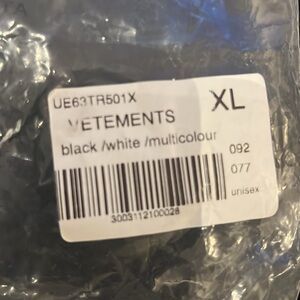 UE63TR501X
XL
VETEMENTS
black /white /multicolour
092
077
unisex
3003112100028